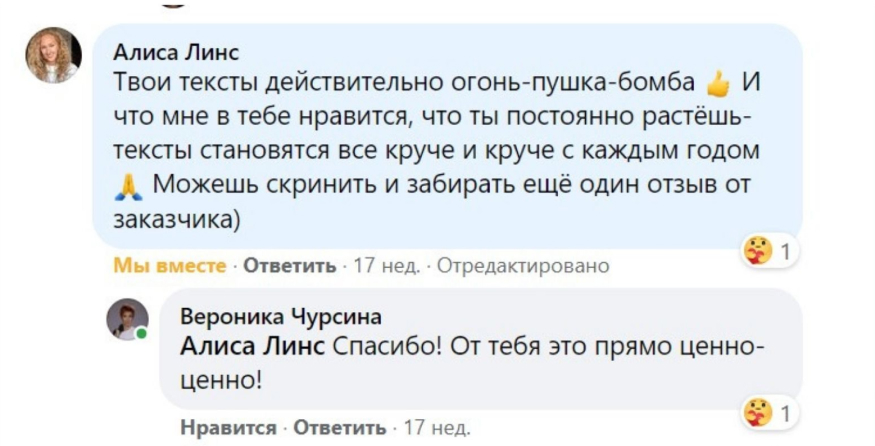 Алиса Линс
Твои тексты действительно огонь-пушка-бомба 👍 И
что мне в тебе нравится, что ты постоянно растёшь-
тексты становятся все круче и круче с каждым годом
🙏 Можешь скринить и забирать ещё один отзыв от
заказчика)
1
Мы вместе · Ответить · 17 нед. · Отредактировано
Вероника Чурсина
Алиса Линс Спасибо! От тебя это прямо ценно-
ценно!
1
Нравится · Ответить · 17 нед.